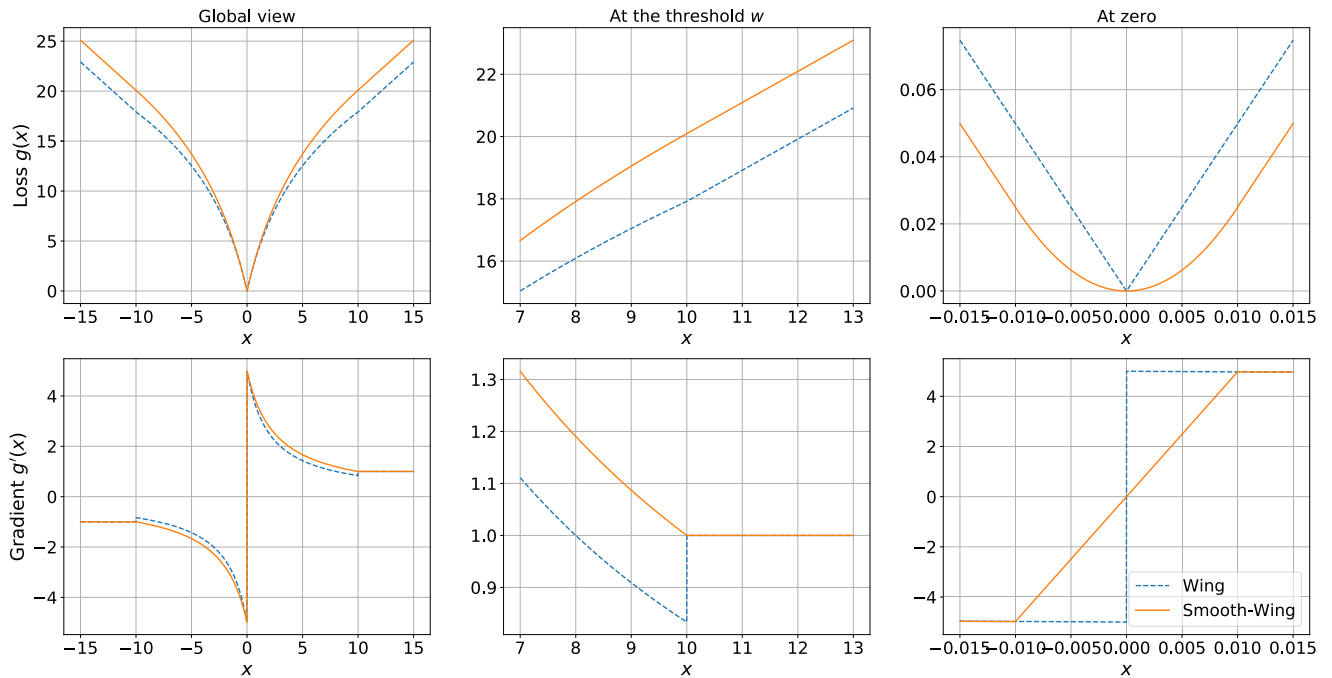 Global view
At the threshold w
At zero
Loss g(x)
25
20
15
10
5
0
−15 −10 −5 0 5 10 15
x
22
20
18
16
7 8 9 10 11 12 13
x
0.06
0.04
0.02
0.00
−0.015 −0.010 −0.005 0.000 0.005 0.010 0.015
x
Gradient g′(x)
4
2
0
−2
−4
−15 −10 −5 0 5 10 15
x
1.3
1.2
1.1
1.0
0.9
7 8 9 10 11 12 13
x
4
2
0
−2
−4
Wing
Smooth-Wing
−0.015 −0.010 −0.005 0.000 0.005 0.010 0.015
x